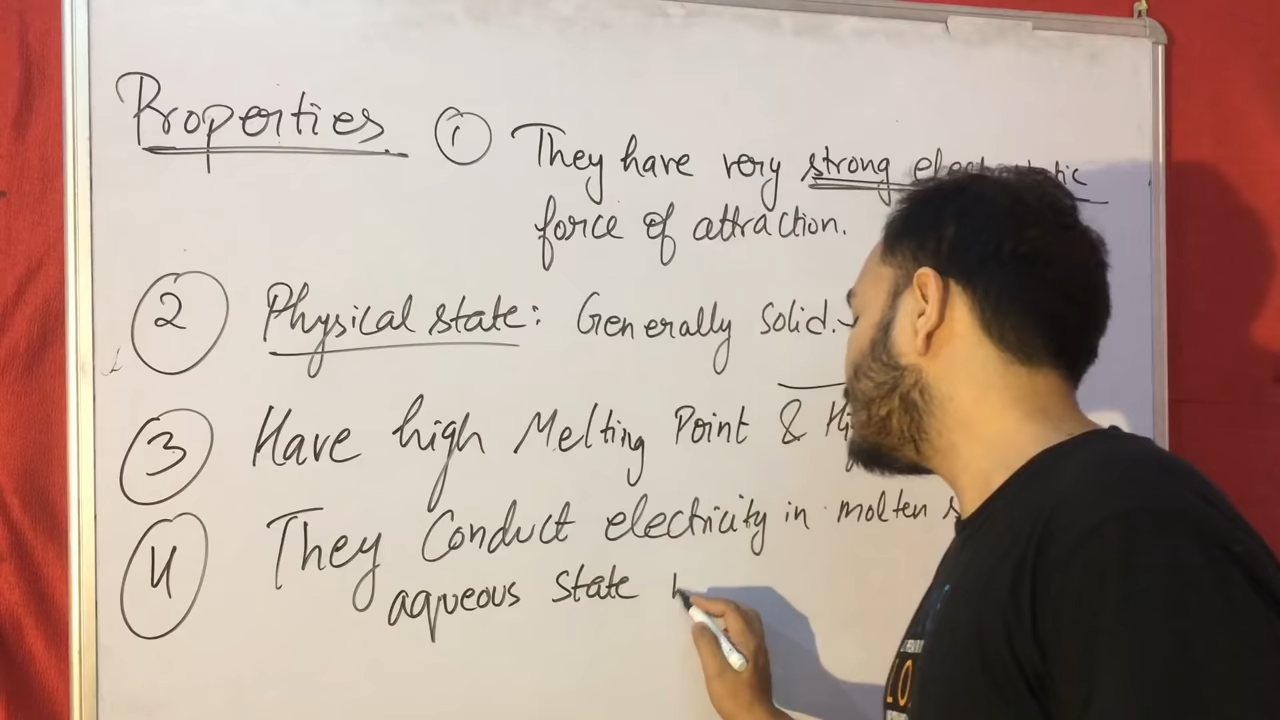 Properties ① They have very strong electrostatic
force of attraction.
② Physical state: Generally solid.
③ Have high Melting Point &
④ They Conduct electricity in molten
aqueous state